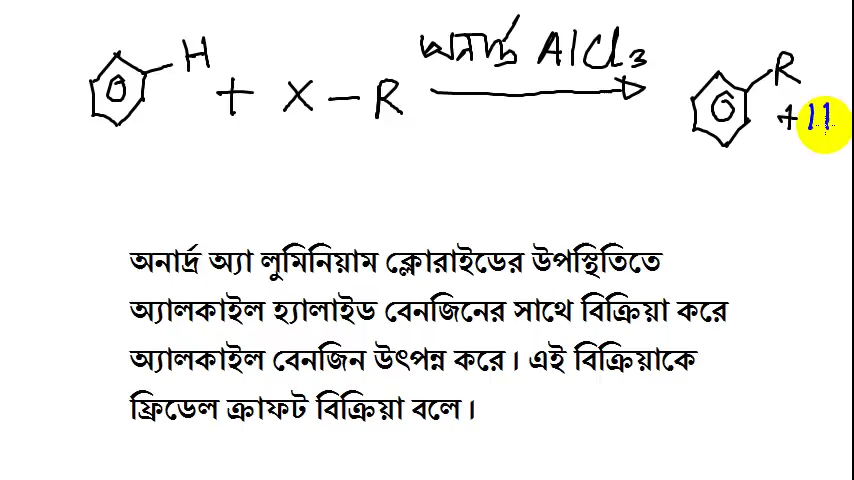 H + X – R অনার্দ্র AlCl₃ → R
+
অনার্দ্র অ্যা লুমিনিয়াম ক্লোরাইডের উপস্থিতিতে
অ্যালকাইল হ্যালাইড বেনজিনের সাথে বিক্রিয়া করে
অ্যালকাইল বেনজিন উৎপন্ন করে। এই বিক্রিয়াকে
ফ্রিডেল ক্রাফট বিক্রিয়া বলে।